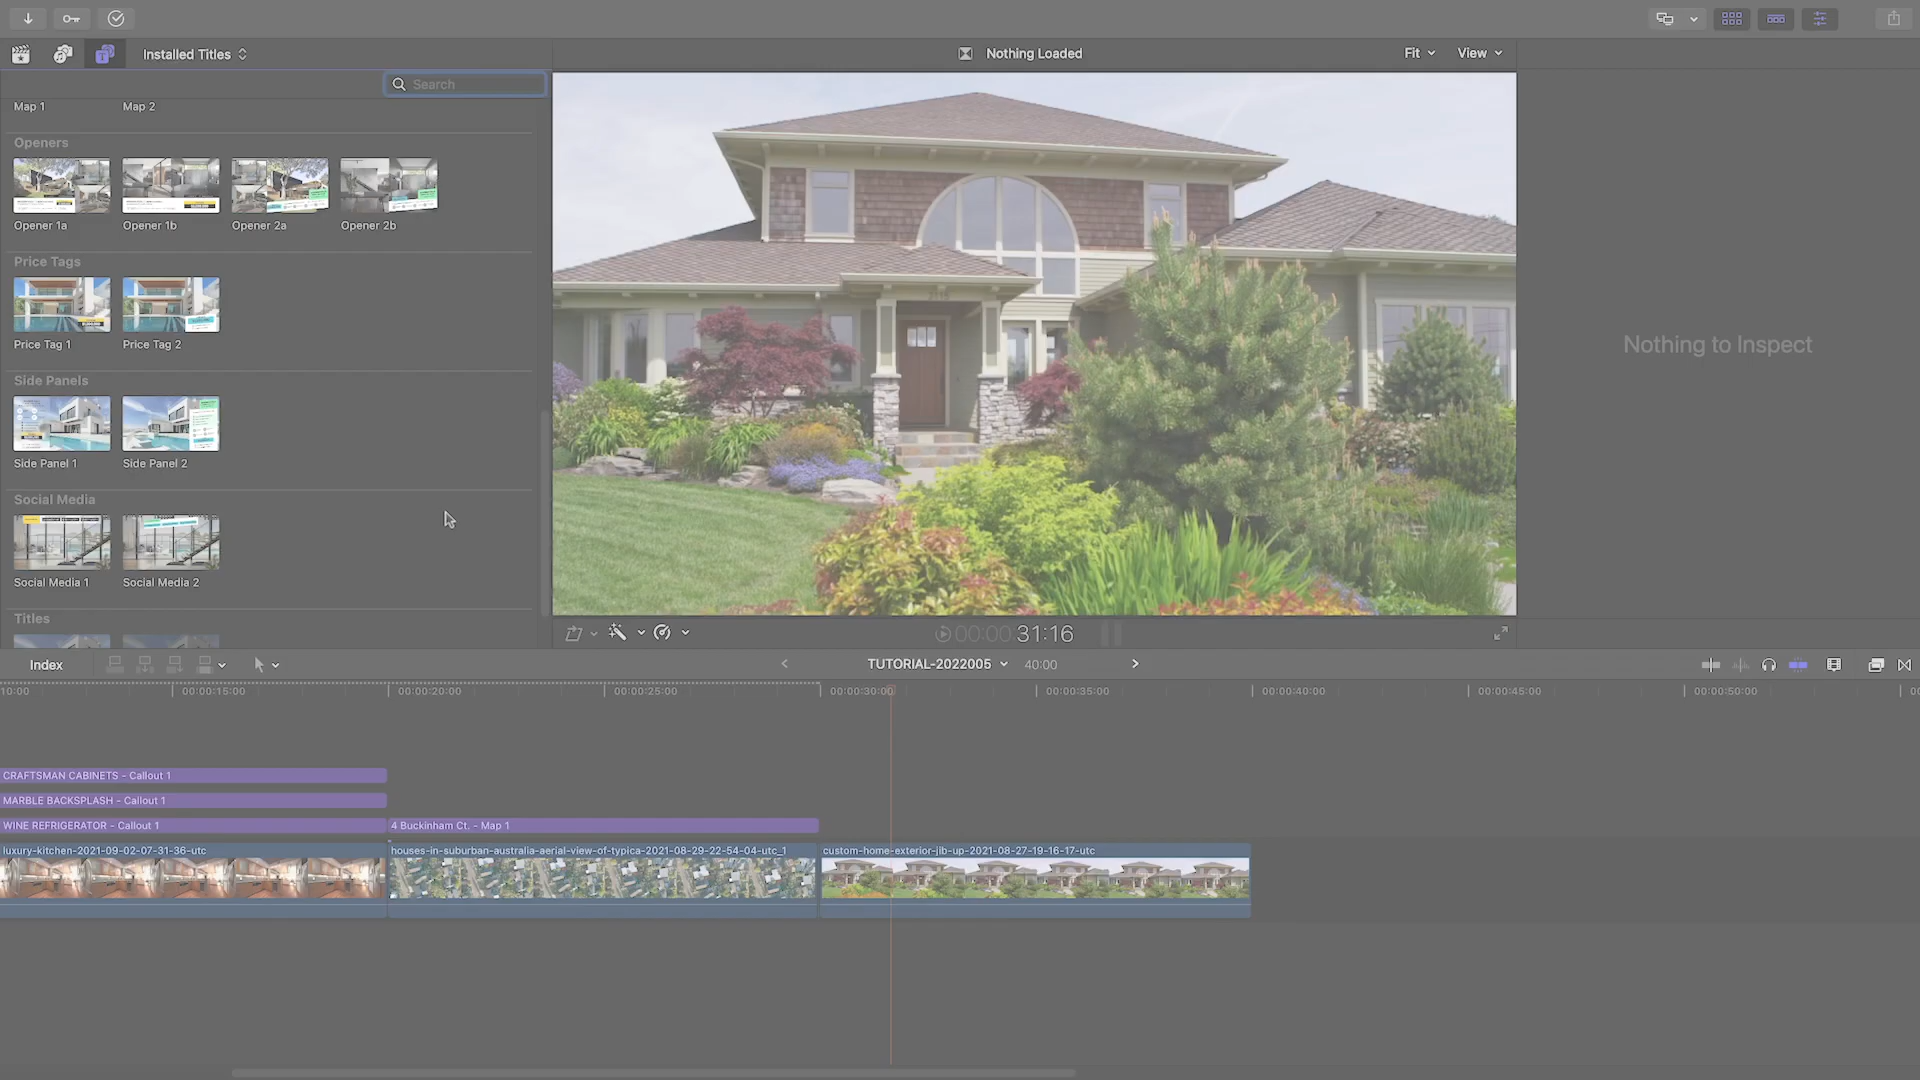 Installed Titles
Nothing Loaded
Fit
View
Search
Map 1
Map 2
Openers
Opener 1a
Opener 1b
Opener 2a
Opener 2b
Price Tags
Price Tag 1
Price Tag 2
Side Panels
Side Panel 1
Side Panel 2
Social Media
Social Media 1
Social Media 2
Titles
Nothing to Inspect
00:00:31:16
Index
TUTORIAL-2022005
40:00
10:00
00:00:15:00
00:00:20:00
00:00:25:00
00:00:30:00
00:00:35:00
00:00:40:00
00:00:45:00
00:00:50:00
CRAFTSMAN CABINETS - Callout 1
MARBLE BACKSPLASH - Callout 1
WINE REFRIGERATOR - Callout 1
4 Buckinham Ct. - Map 1
luxury-kitchen-2021-09-02-07-31-36-utc
houses-in-suburban-australia-aerial-view-of-typica-2021-08-29-22-54-04-utc_1
custom-home-exterior-jib-up-2021-08-27-19-16-17-utc